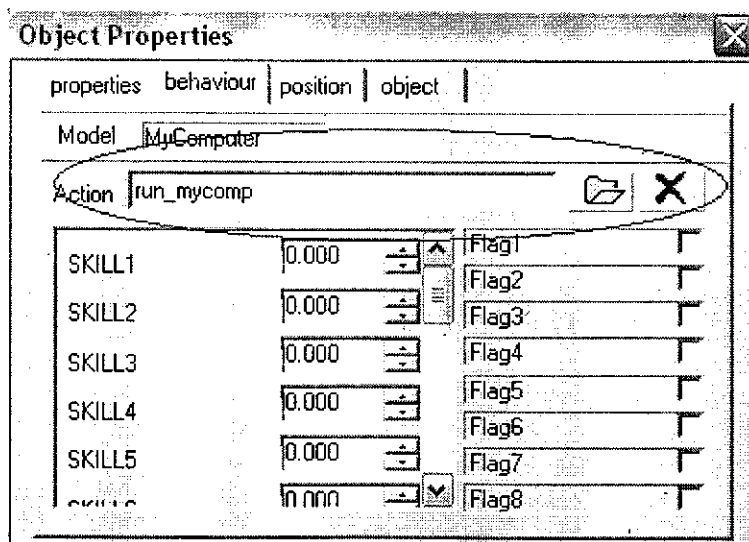 Object Properties
properties behaviour position object
Model MyComputer
Action run_mycomp
SKILL1 0.000 Flag1
SKILL2 0.000 Flag2
SKILL3 0.000 Flag3
SKILL4 0.000 Flag4
SKILL5 0.000 Flag5
0.000 Flag6
Flag7
Flag8